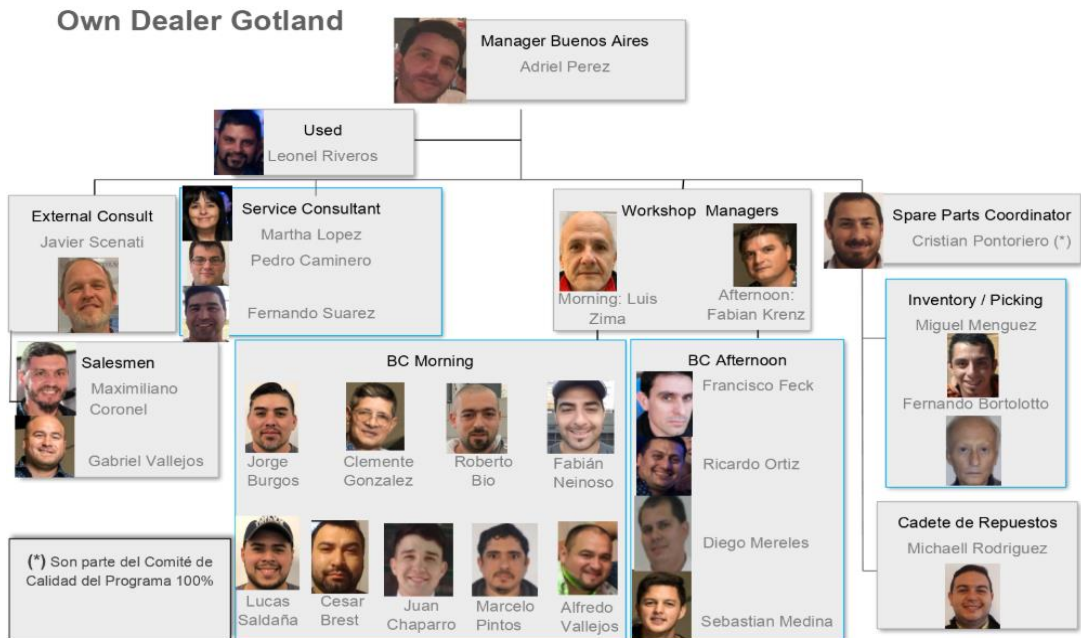 Own Dealer Gotland
Manager Buenos Aires
Adriel Perez
Used
Leonel Riveros
External Consult
Javier Scenati
Service Consultant
Martha Lopez
Pedro Caminero
Fernando Suarez
Workshop Managers
Morning: Luis
Zima
Afternoon:
Fabian Krenz
Spare Parts Coordinator
Cristian Pontoriero (*)
Salesmen
Maximiliano
Coronel
Gabriel Vallejos
BC Morning
Jorge
Burgos
Clemente
Gonzalez
Roberto
Bio
Fabián
Neinoso
Lucas
Saldaña
Cesar
Brest
Juan
Chaparro
Marcelo
Pintos
Alfredo
Vallejos
BC Afternoon
Francisco Feck
Ricardo Ortiz
Diego Mereles
Sebastian Medina
Inventory / Picking
Miguel Menguez
Fernando Bortolotto
Cadete de Repuestos
Michaell Rodriguez
(*) Son parte del Comité de
Calidad del Programa 100%